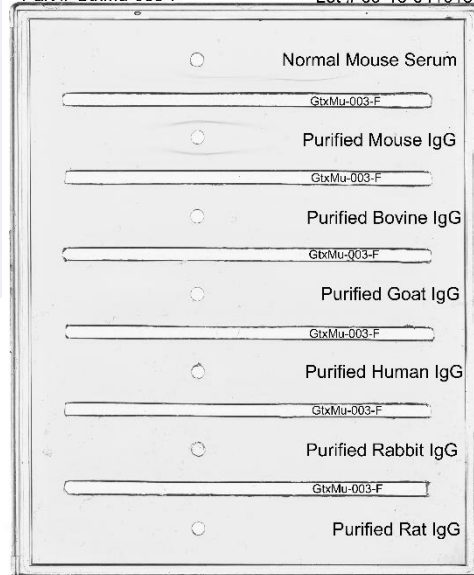 Normal Mouse Serum
GtxMu-003-F
Purified Mouse IgG
GtxMu-003-F
Purified Bovine IgG
GtxMu-003-F
Purified Goat IgG
GtxMu-003-F
Purified Human IgG
GtxMu-003-F
Purified Rabbit IgG
GtxMu-003-F
Purified Rat IgG